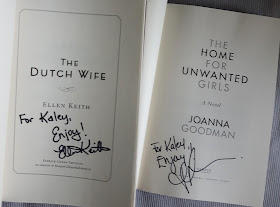 THE
DUTCH WIFE
ELLEN KEITH
For Kaley,
Enjoy!
THE
HOME
FOR
UNWANTED
GIRLS
A Novel
JOANNA
GOODMAN
For Kaley,
Enjoy